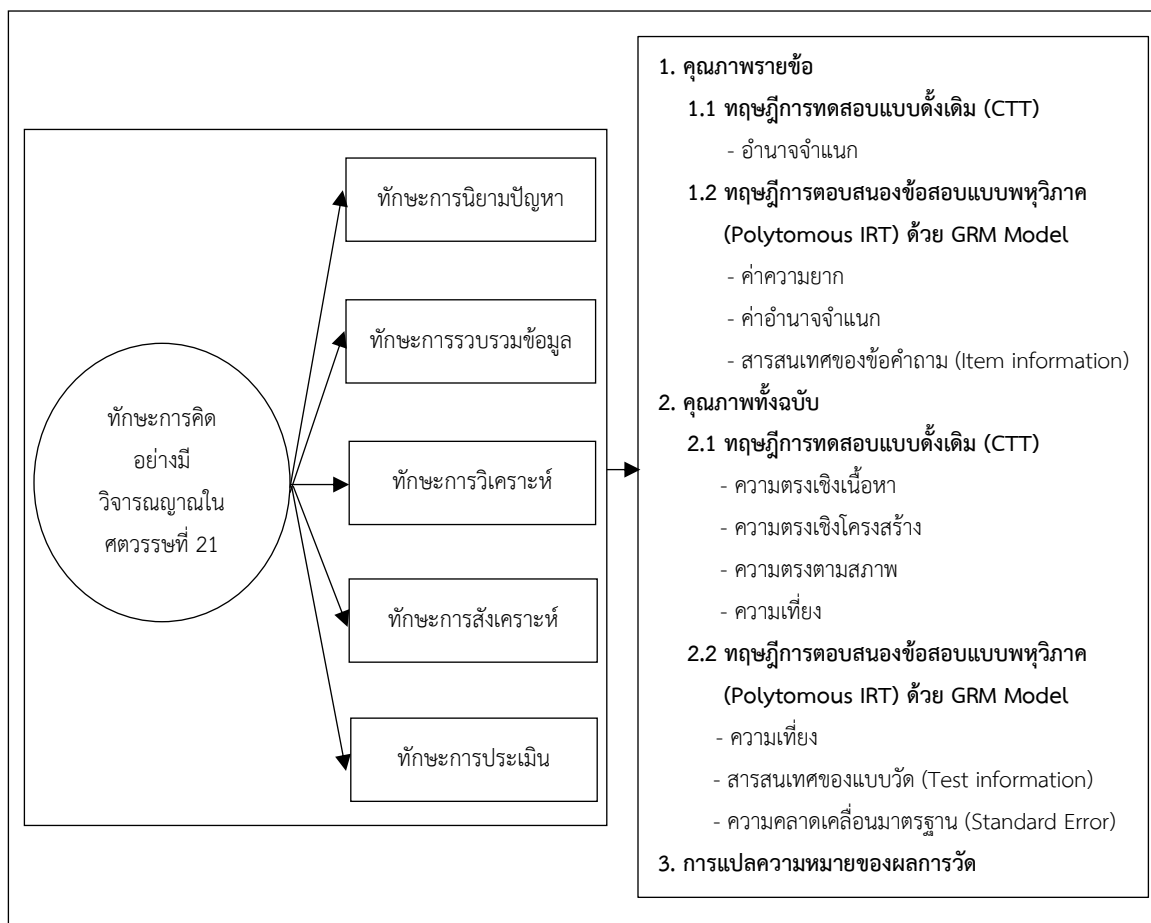 ทักษะการคิด
อย่างมี
วิจารณญาณใน
ศตวรรษที่ 21
ทักษะการนิยามปัญหา
ทักษะการรวบรวมข้อมูล
ทักษะการวิเคราะห์
ทักษะการสังเคราะห์
ทักษะการประเมิน
1. คุณภาพรายข้อ
1.1 ทฤษฎีการทดสอบแบบดั้งเดิม (CTT)
- อำนาจจำแนก
1.2 ทฤษฎีการตอบสนองข้อสอบแบบพหุวิภาค
(Polytomous IRT) ด้วย GRM Model
- ค่าความยาก
- ค่าอำนาจจำแนก
- สารสนเทศของข้อคำถาม (Item information)
2. คุณภาพทั้งฉบับ
2.1 ทฤษฎีการทดสอบแบบดั้งเดิม (CTT)
- ความตรงเชิงเนื้อหา
- ความตรงเชิงโครงสร้าง
- ความตรงตามสภาพ
- ความเที่ยง
2.2 ทฤษฎีการตอบสนองข้อสอบแบบพหุวิภาค
(Polytomous IRT) ด้วย GRM Model
- ความเที่ยง
- สารสนเทศของแบบวัด (Test information)
- ความคลาดเคลื่อนมาตรฐาน (Standard Error)
3. การแปลความหมายของผลการวัด